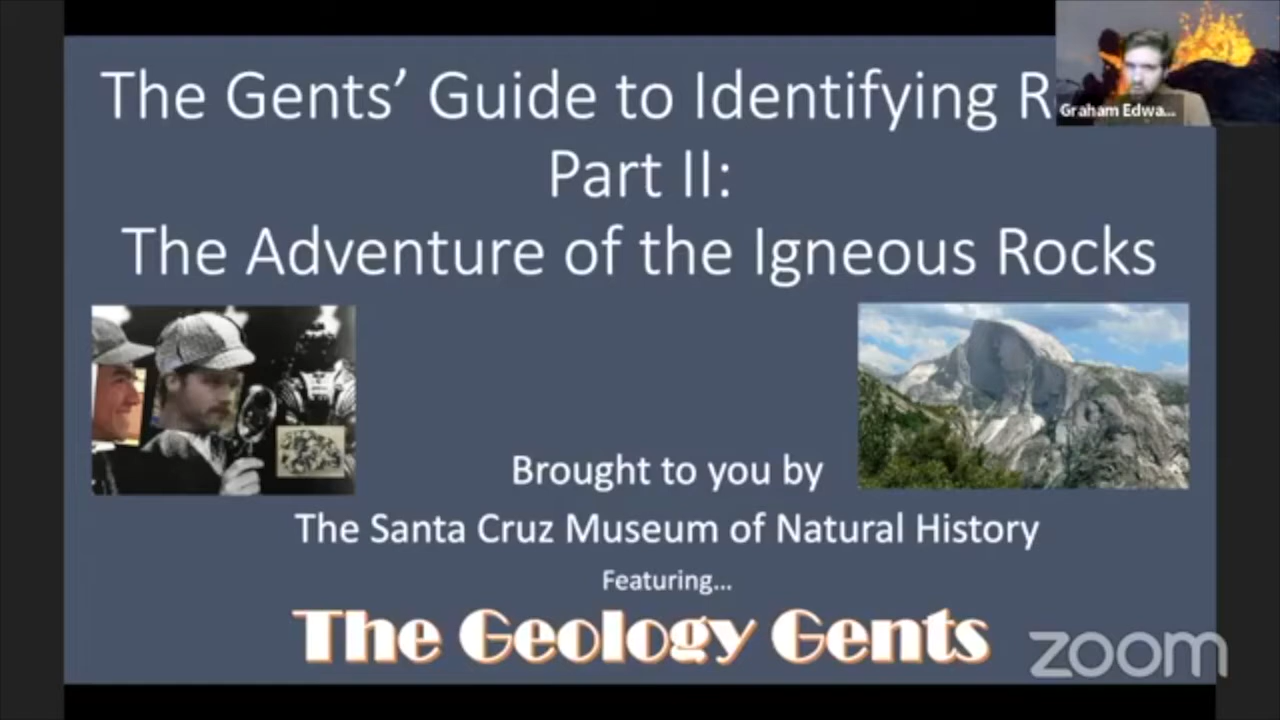 The Gents' Guide to Identifying R
Graham Edwa...
Part II:
The Adventure of the Igneous Rocks
Brought to you by
The Santa Cruz Museum of Natural History
Featuring...
The Geology Gents
zoom